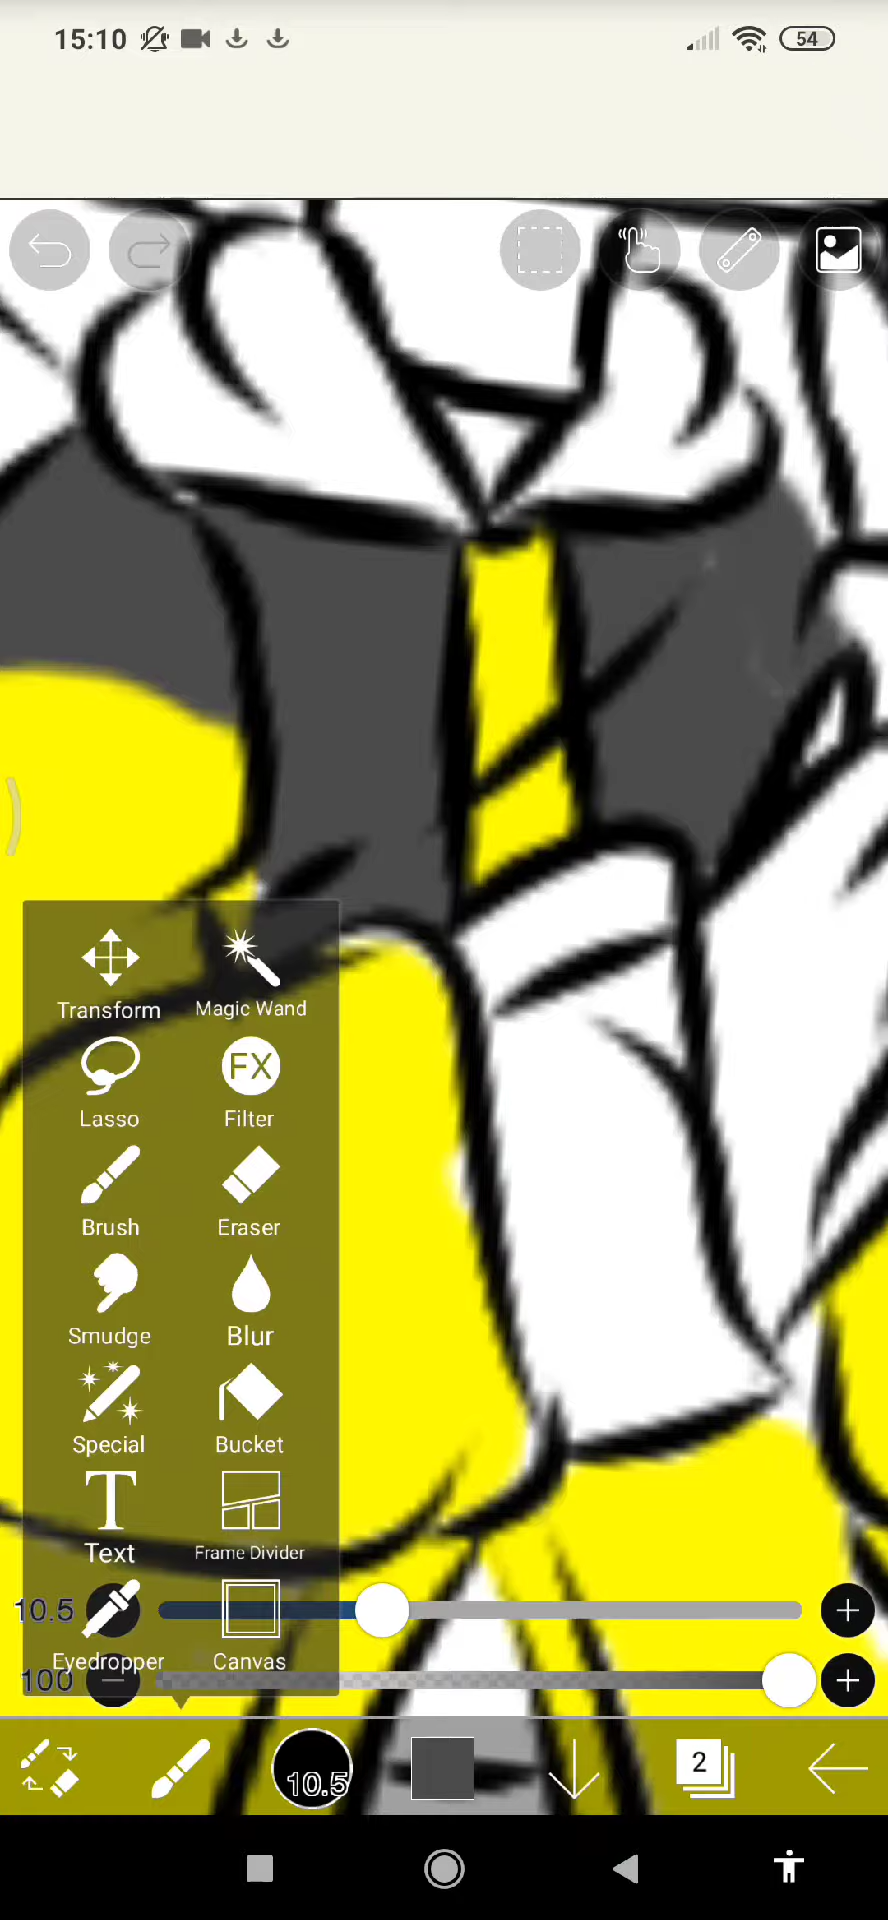 15:10
54
Transform
Magic Wand
FX
Lasso
Filter
Brush
Eraser
Smudge
Blur
Special
Bucket
T
Text
Frame Divider
10.5
Eyedropper
Canvas
100
10.5
2